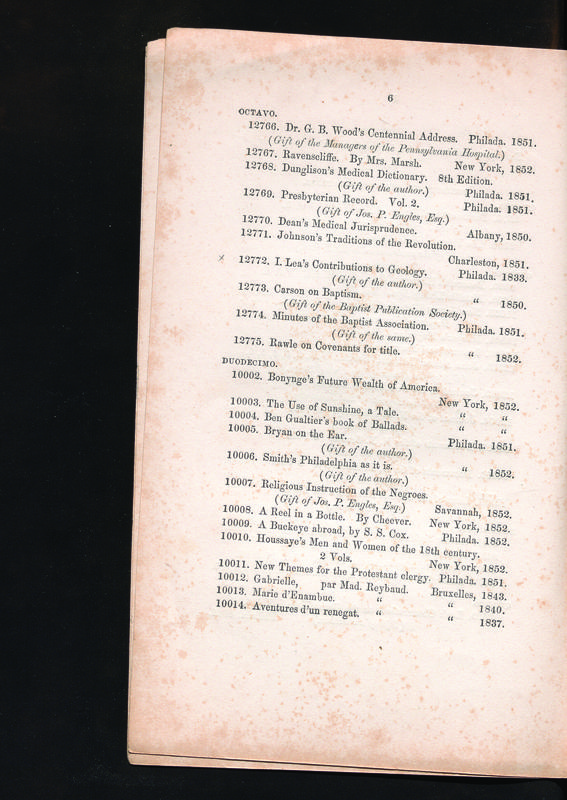 6
OCTAVO.
12766. Dr. G. B. Wood's Centennial Address. Philada. 1851.
(Gift of the Managers of the Pennsylvania Hospital.)
12767. Ravenscliffe. By Mrs. Marsh. New York, 1852.
12768. Dunglison's Medical Dictionary. 8th Edition.
(Gift of the author.) Philada. 1851.
12769. Presbyterian Record. Vol. 2. Philada. 1851.
(Gift of Jos. P. Engles, Esq.)
12770. Dean's Medical Jurisprudence. Albany, 1850.
12771. Johnson's Traditions of the Revolution.
Charleston, 1851.
12772. I. Lea's Contributions to Geology. Philada. 1833.
(Gift of the author.)
12773. Carson on Baptism. " 1850.
(Gift of the Baptist Publication Society.)
12774. Minutes of the Baptist Association. Philada. 1851.
(Gift of the same.)
12775. Rawle on Covenants for title. " 1852.
DUODECIMO.
10002. Bonynge's Future Wealth of America.
New York, 1852.
10003. The Use of Sunshine, a Tale. " "
10004. Ben Gualtier's book of Ballads. " "
10005. Bryan on the Ear. Philada. 1851.
(Gift of the author.)
10006. Smith's Philadelphia as it is. " 1852.
(Gift of the author.)
10007. Religious Instruction of the Negroes.
(Gift of Jos. P. Engles, Esq.) Savannah, 1852.
10008. A Reel in a Bottle. By Cheever. New York, 1852.
10009. A Buckeye abroad, by S. S. Cox. Philada. 1852.
10010. Houssaye's Men and Women of the 18th century.
2 Vols. New York, 1852.
10011. New Themes for the Protestant clergy. Philada. 1851.
10012. Gabrielle, par Mad. Reybaud. Bruxelles, 1843.
10013. Marie d'Enambuc. " " 1840.
10014. Aventures d'un renegat. " " 1837.